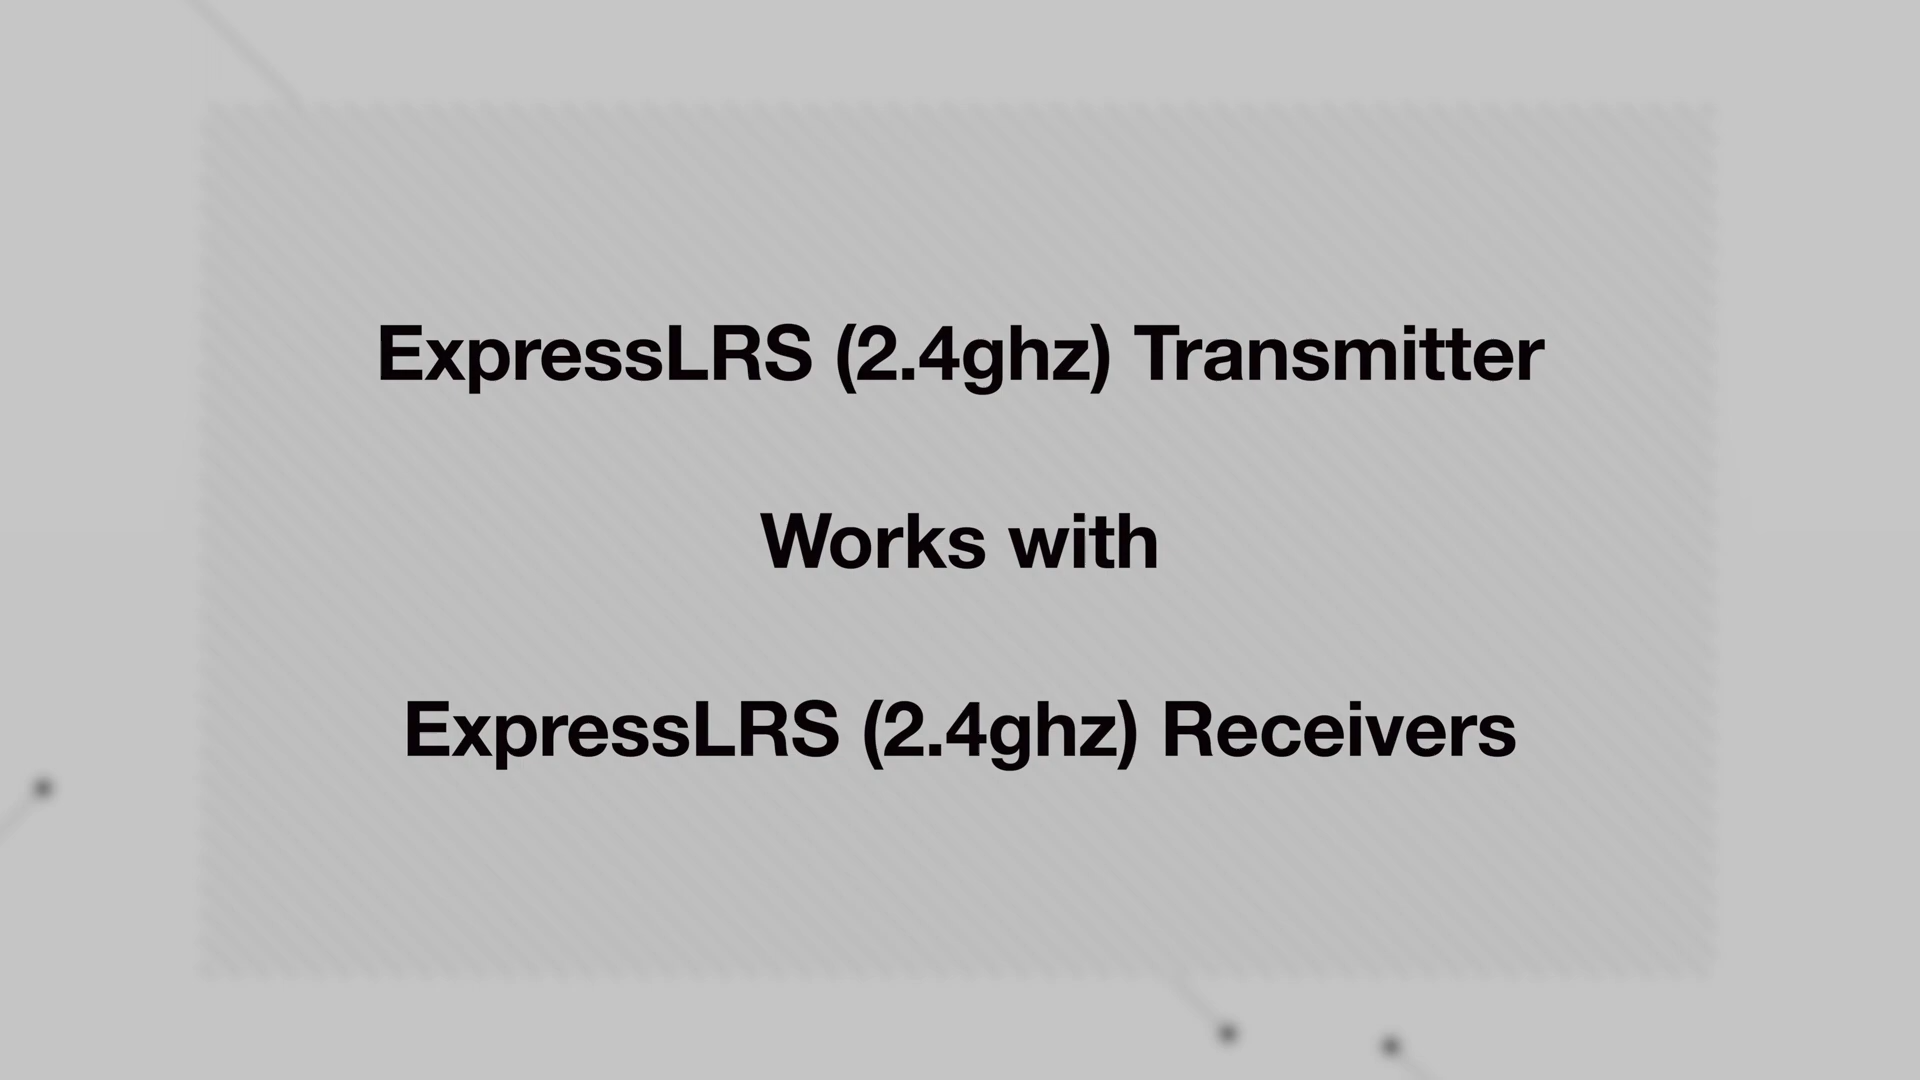 ExpressLRS (2.4ghz) Transmitter
Works with
ExpressLRS (2.4ghz) Receivers